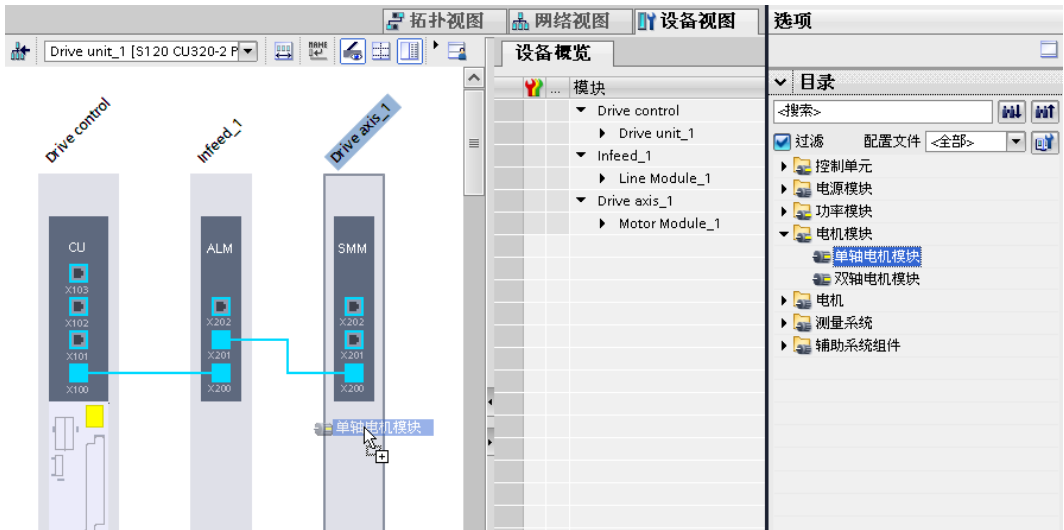 拓扑视图 网络视图 设备视图 选项
Drive unit_1 [S120 CU320-2 P
设备概览
... 模块
Drive control
Drive unit_1
Infeed_1
Line Module_1
Drive axis_1
Motor Module_1
Drive control
Infeed_1
Drive axis_1
CU
X103
X102
X101
X100
ALM
X202
X201
X200
SMM
X202
X201
X200
单轴电机模块
目录
<搜索>
过滤 配置文件 <全部>
控制单元
电源模块
功率模块
电机模块
单轴电机模块
双轴电机模块
电机
测量系统
辅助系统组件